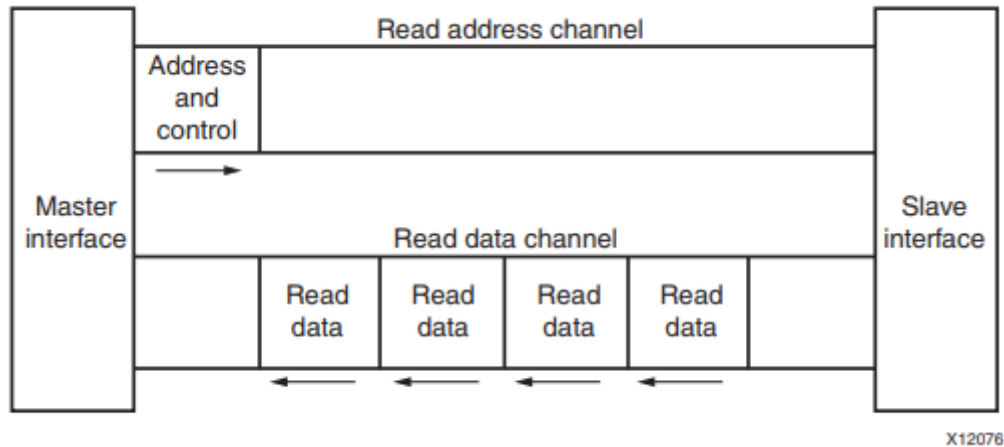 Read address channel
Address
and
control
Master
interface
Slave
interface
Read data channel
Read
data
Read
data
Read
data
Read
data
X12076